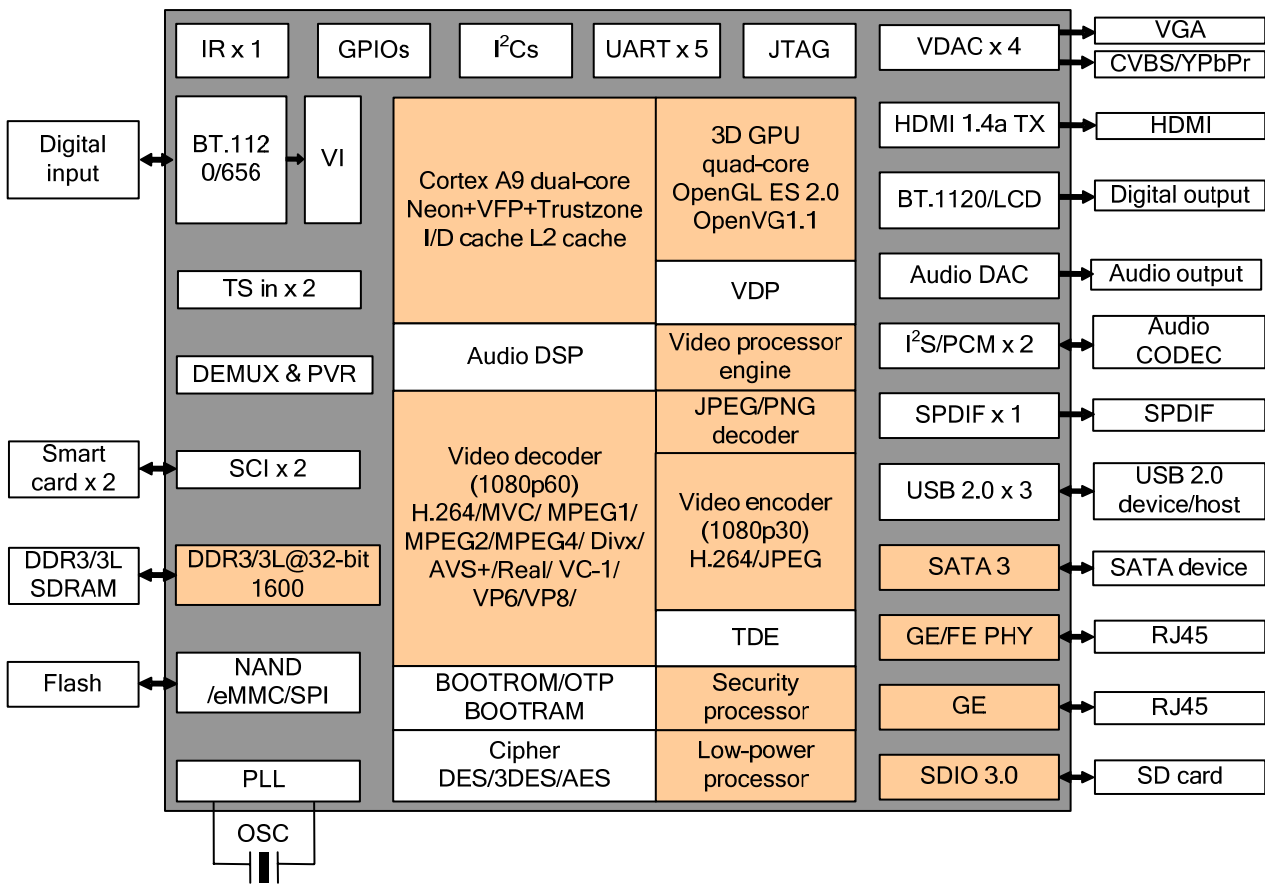 IR x 1
GPIOs
I²Cs
UART x 5
JTAG
VDAC x 4
VGA
CVBS/YPbPr
Digital
input
BT.112
0/656
VI
Cortex A9 dual-core
Neon+VFP+Trustzone
I/D cache L2 cache
3D GPU
quad-core
OpenGL ES 2.0
OpenVG1.1
HDMI 1.4a TX
HDMI
BT.1120/LCD
Digital output
TS in x 2
VDP
Audio DAC
Audio output
Audio DSP
Video processor
engine
I²S/PCM x 2
Audio
CODEC
DEMUX & PVR
JPEG/PNG
decoder
SPDIF x 1
SPDIF
Smart
card x 2
SCI x 2
Video decoder
(1080p60)
H.264/MVC/ MPEG1/
MPEG2/MPEG4/ Divx/
AVS+/Real/ VC-1/
VP6/VP8/
Video encoder
(1080p30)
H.264/JPEG
USB 2.0 x 3
USB 2.0
device/host
DDR3/3L
SDRAM
DDR3/3L@32-bit
1600
SATA 3
SATA device
TDE
GE/FE PHY
RJ45
Flash
NAND
/eMMC/SPI
BOOTROM/OTP
BOOTRAM
Security
processor
GE
RJ45
PLL
Cipher
DES/3DES/AES
Low-power
processor
SDIO 3.0
SD card
OSC